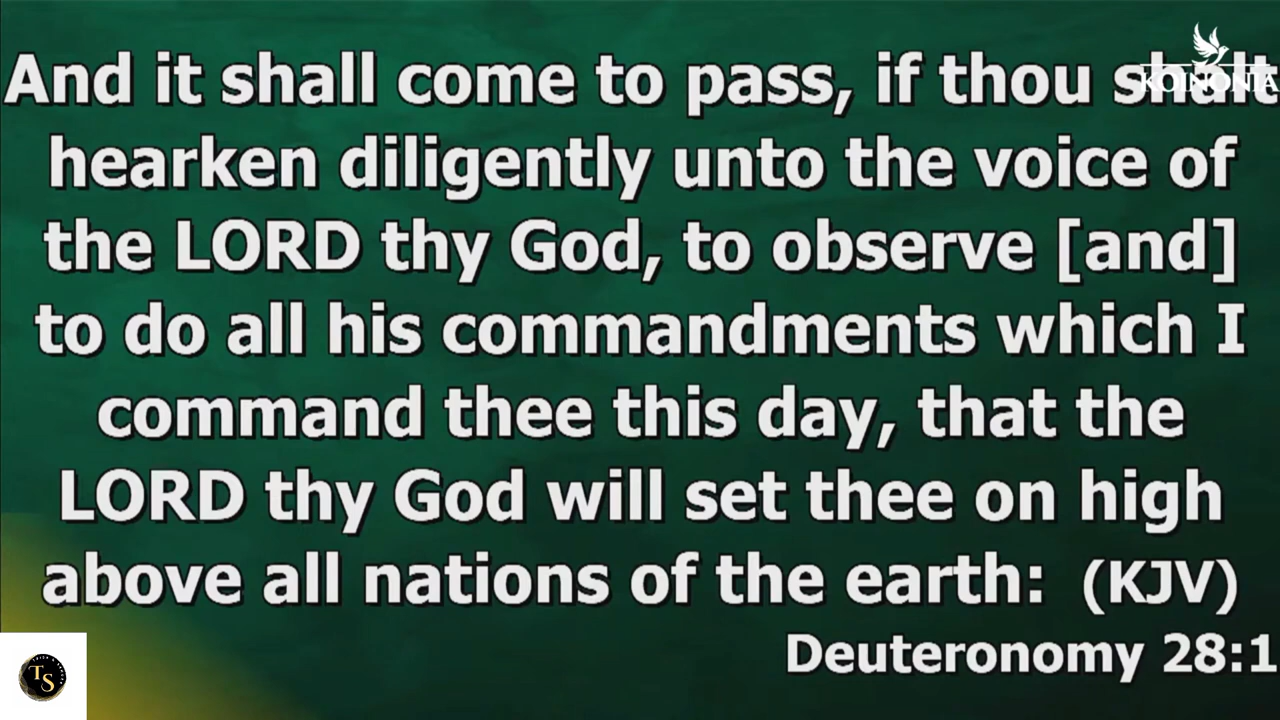 And it shall come to pass, if thou shalt
KOINONIA
hearken diligently unto the voice of
the LORD thy God, to observe [and]
to do all his commandments which I
command thee this day, that the
LORD thy God will set thee on high
above all nations of the earth: (KJV)
Deuteronomy 28:1
TS